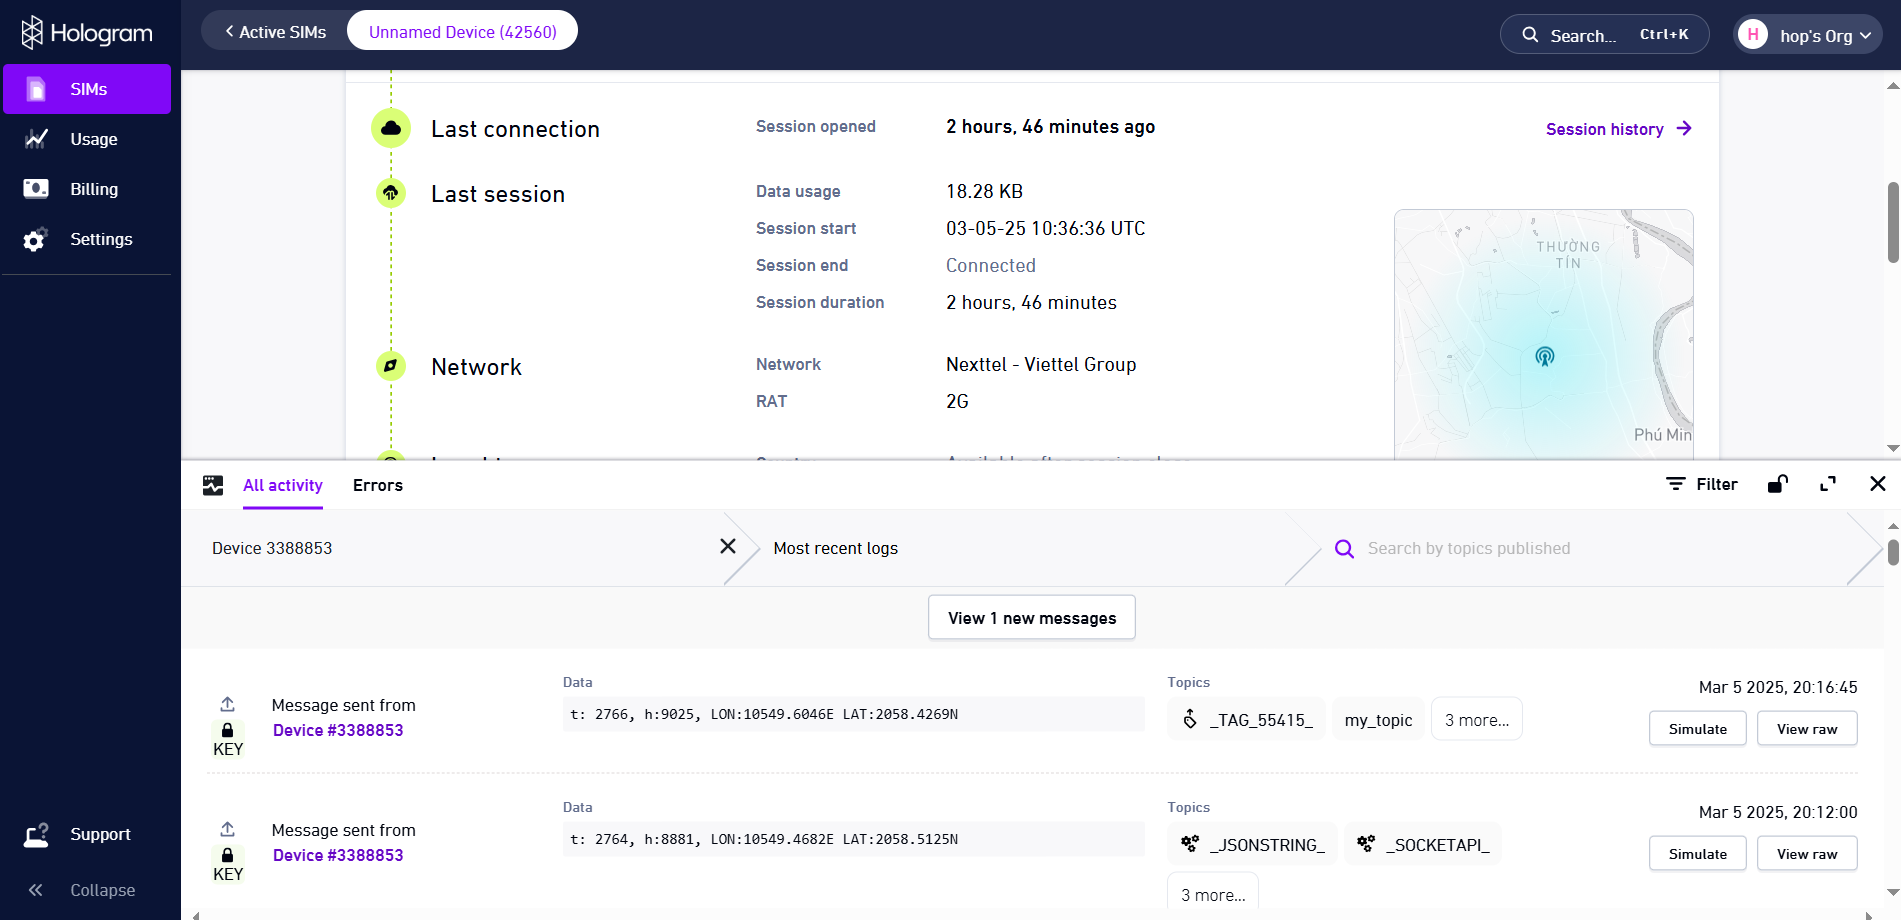 Hologram
Active SIMs
Unnamed Device (42560)
Search... Ctrl+K
H hop's Org
SIMs
Usage
Billing
Settings
Support
Collapse
Last connection
Session opened 2 hours, 46 minutes ago
Session history
Last session
Data usage 18.28 KB
Session start 03-05-25 10:36:36 UTC
Session end Connected
Session duration 2 hours, 46 minutes
THƯỜNG
TÍN
Phú Min
Network
Network Nexttel - Viettel Group
RAT 2G
All activity Errors
Filter
Device 3388853
Most recent logs
Search by topics published
View 1 new messages
KEY
Message sent from
Device #3388853
Data
t: 2766, h:9025, LON:10549.6046E LAT:2058.4269N
Topics
_TAG_55415_ my_topic 3 more...
Mar 5 2025, 20:16:45
Simulate View raw
KEY
Message sent from
Device #3388853
Data
t: 2764, h:8881, LON:10549.4682E LAT:2058.5125N
Topics
_JSONSTRING_ _SOCKETAPI_
3 more...
Mar 5 2025, 20:12:00
Simulate View raw